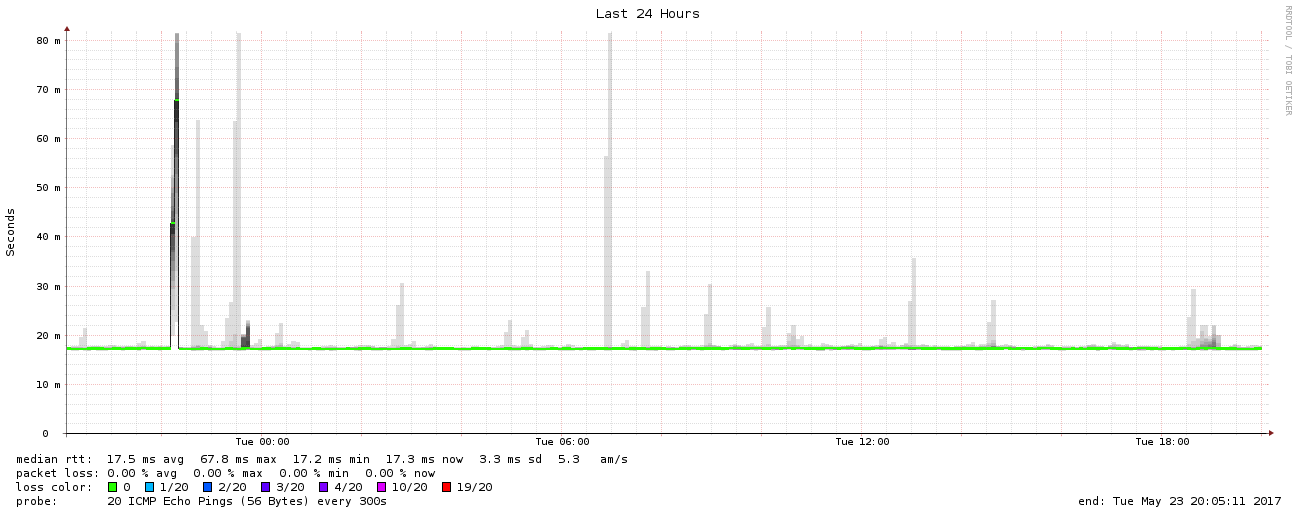 Last 24 Hours
RRDTOOL / TOBI OETIKER
Seconds
80 m
70 m
60 m
50 m
40 m
30 m
20 m
10 m
0
Tue 00:00 Tue 06:00 Tue 12:00 Tue 18:00
median rtt: 17.5 ms avg 67.8 ms max 17.2 ms min 17.3 ms now 3.3 ms sd 5.3 am/s
packet loss: 0.00 % avg 0.00 % max 0.00 % min 0.00 % now
loss color: 0 1/20 2/20 3/20 4/20 10/20 19/20
probe: 20 ICMP Echo Pings (56 Bytes) every 300s end: Tue May 23 20:05:11 2017